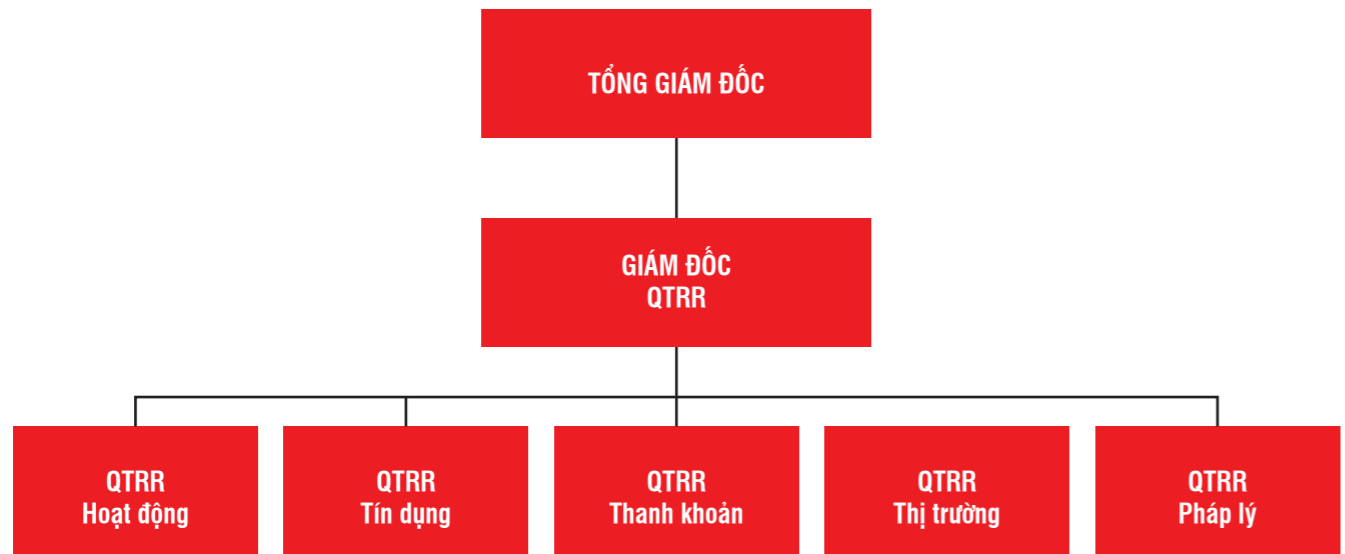 TỔNG GIÁM ĐỐC
GIÁM ĐỐC
QTRR
QTRR
Hoạt động
QTRR
Tín dụng
QTRR
Thanh khoản
QTRR
Thị trường
QTRR
Pháp lý